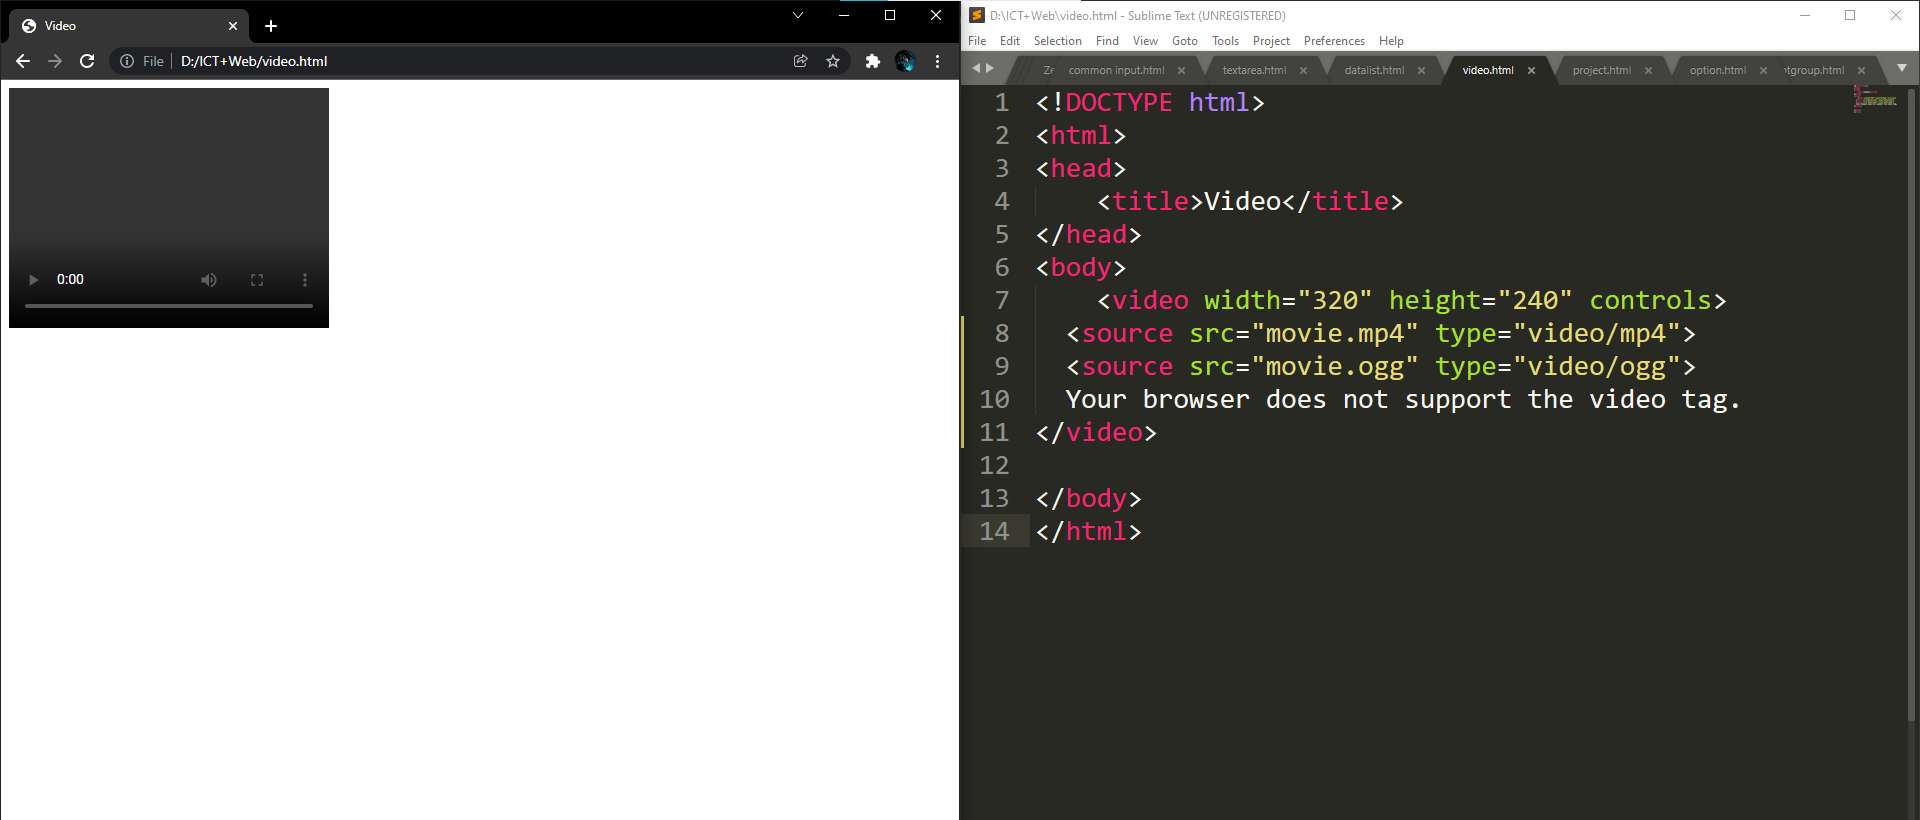 Video
File
D:/ICT+Web/video.html
0:00
D:\ICT+Web\video.html - Sublime Text (UNREGISTERED)
File Edit Selection Find View Goto Tools Project Preferences Help
common input.html textarea.html datalist.html video.html project.html option.html
1 <!DOCTYPE html>
2 <html>
3 <head>
4 <title>Video</title>
5 </head>
6 <body>
7 <video width="320" height="240" controls>
8 <source src="movie.mp4" type="video/mp4">
9 <source src="movie.ogg" type="video/ogg">
10 Your browser does not support the video tag.
11 </video>
12
13 </body>
14 </html>